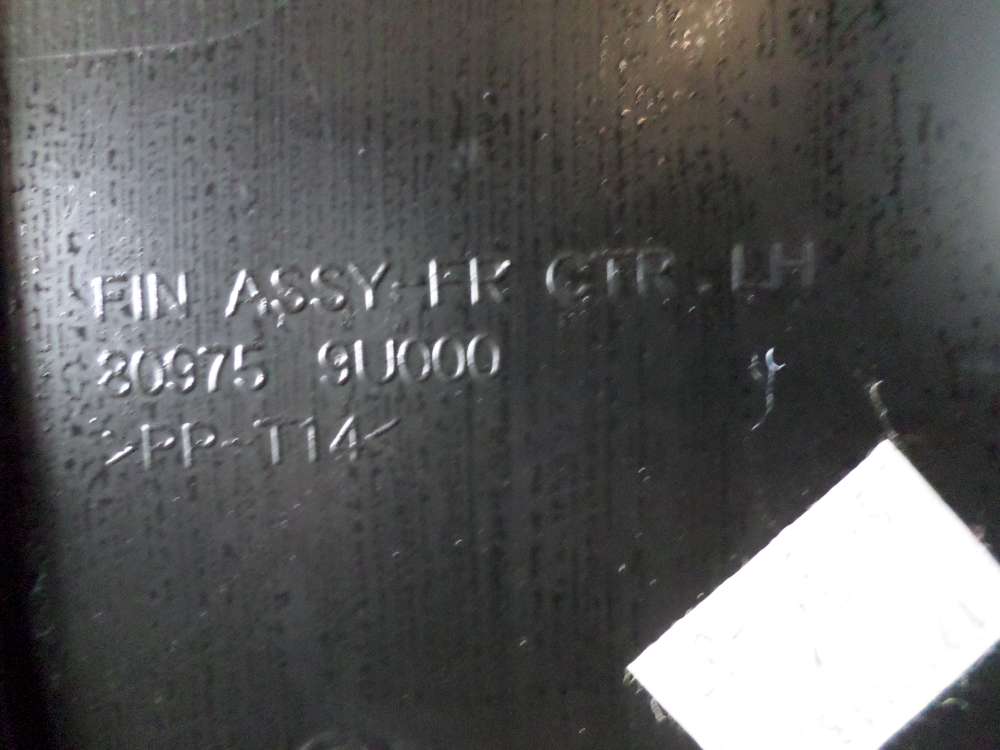 FIN ASSY-FR CTR.LH
80975 9U000
>PP-T14<